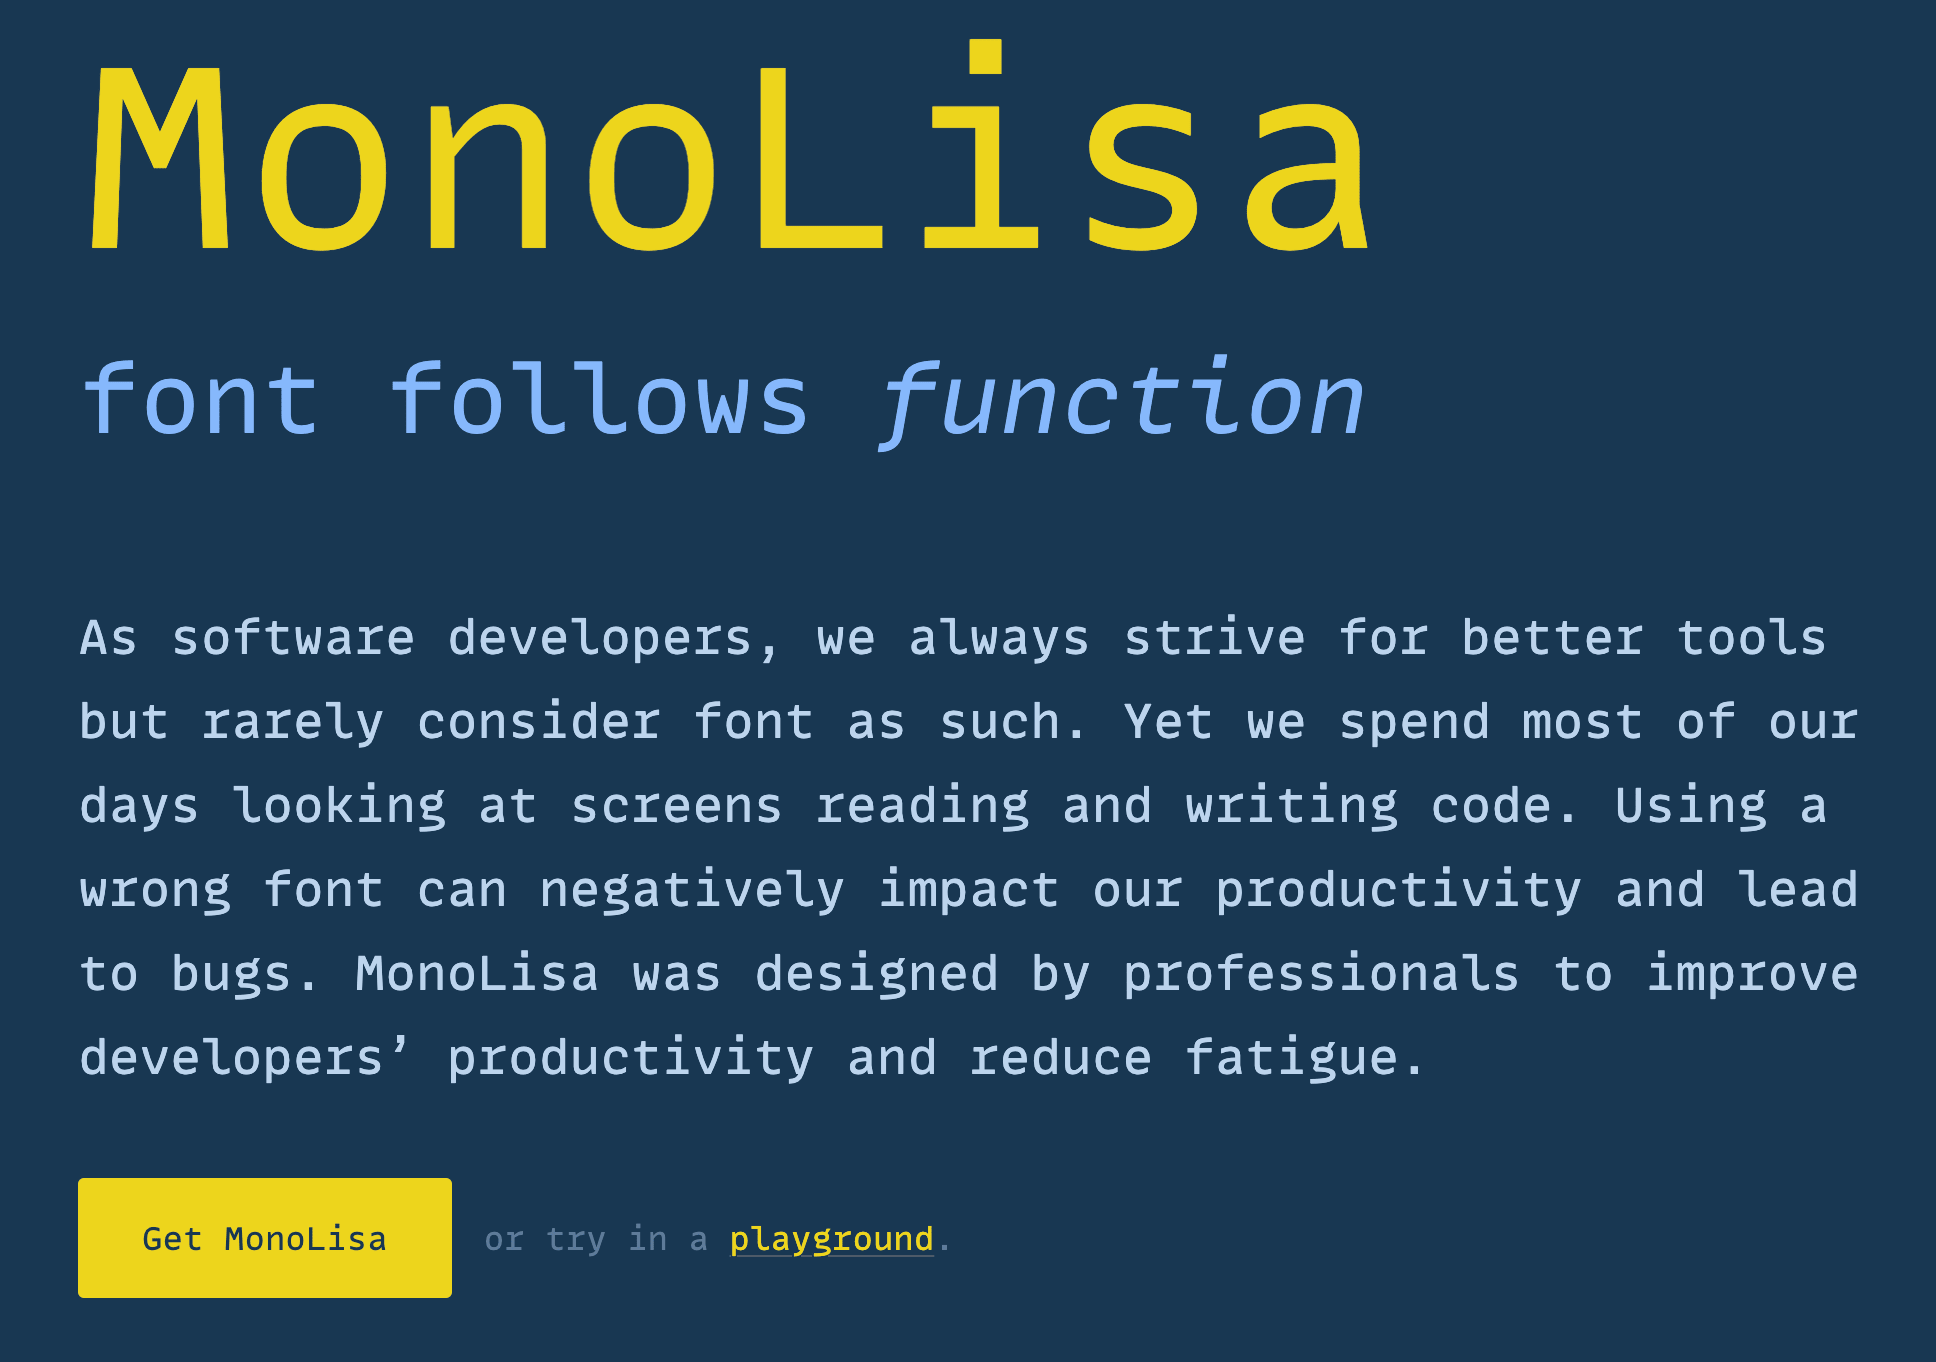 MonoLisa
font follows function
As software developers, we always strive for better tools
but rarely consider font as such. Yet we spend most of our
days looking at screens reading and writing code. Using a
wrong font can negatively impact our productivity and lead
to bugs. MonoLisa was designed by professionals to improve
developers’ productivity and reduce fatigue.
Get MonoLisa or try in a playground.